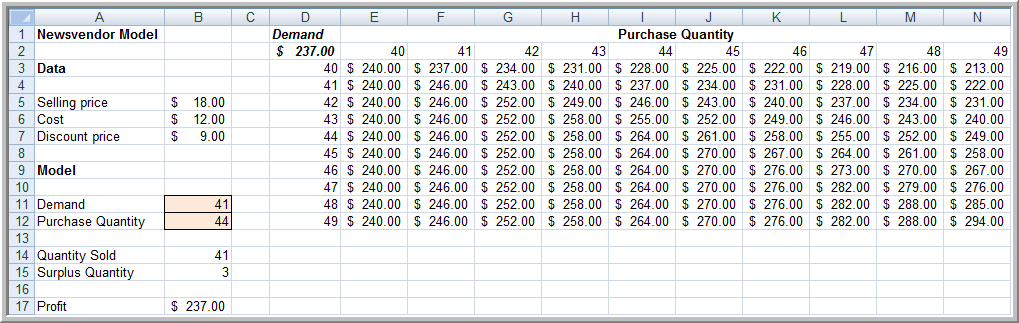 A B C D E F G H I J K L M N
1 Newsvendor Model Demand Purchase Quantity
2 $ 237.00 40 41 42 43 44 45 46 47 48 49
3 Data 40 $ 240.00 $ 237.00 $ 234.00 $ 231.00 $ 228.00 $ 225.00 $ 222.00 $ 219.00 $ 216.00 $ 213.00
4 41 $ 240.00 $ 246.00 $ 243.00 $ 240.00 $ 237.00 $ 234.00 $ 231.00 $ 228.00 $ 225.00 $ 222.00
5 Selling price $ 18.00 42 $ 240.00 $ 246.00 $ 252.00 $ 249.00 $ 246.00 $ 243.00 $ 240.00 $ 237.00 $ 234.00 $ 231.00
6 Cost $ 12.00 43 $ 240.00 $ 246.00 $ 252.00 $ 258.00 $ 255.00 $ 252.00 $ 249.00 $ 246.00 $ 243.00 $ 240.00
7 Discount price $ 9.00 44 $ 240.00 $ 246.00 $ 252.00 $ 258.00 $ 264.00 $ 261.00 $ 258.00 $ 255.00 $ 252.00 $ 249.00
8 45 $ 240.00 $ 246.00 $ 252.00 $ 258.00 $ 264.00 $ 270.00 $ 267.00 $ 264.00 $ 261.00 $ 258.00
9 Model 46 $ 240.00 $ 246.00 $ 252.00 $ 258.00 $ 264.00 $ 270.00 $ 276.00 $ 273.00 $ 270.00 $ 267.00
10 47 $ 240.00 $ 246.00 $ 252.00 $ 258.00 $ 264.00 $ 270.00 $ 276.00 $ 282.00 $ 279.00 $ 276.00
11 Demand 41 48 $ 240.00 $ 246.00 $ 252.00 $ 258.00 $ 264.00 $ 270.00 $ 276.00 $ 282.00 $ 288.00 $ 285.00
12 Purchase Quantity 44 49 $ 240.00 $ 246.00 $ 252.00 $ 258.00 $ 264.00 $ 270.00 $ 276.00 $ 282.00 $ 288.00 $ 294.00
13
14 Quantity Sold 41
15 Surplus Quantity 3
16
17 Profit $ 237.00